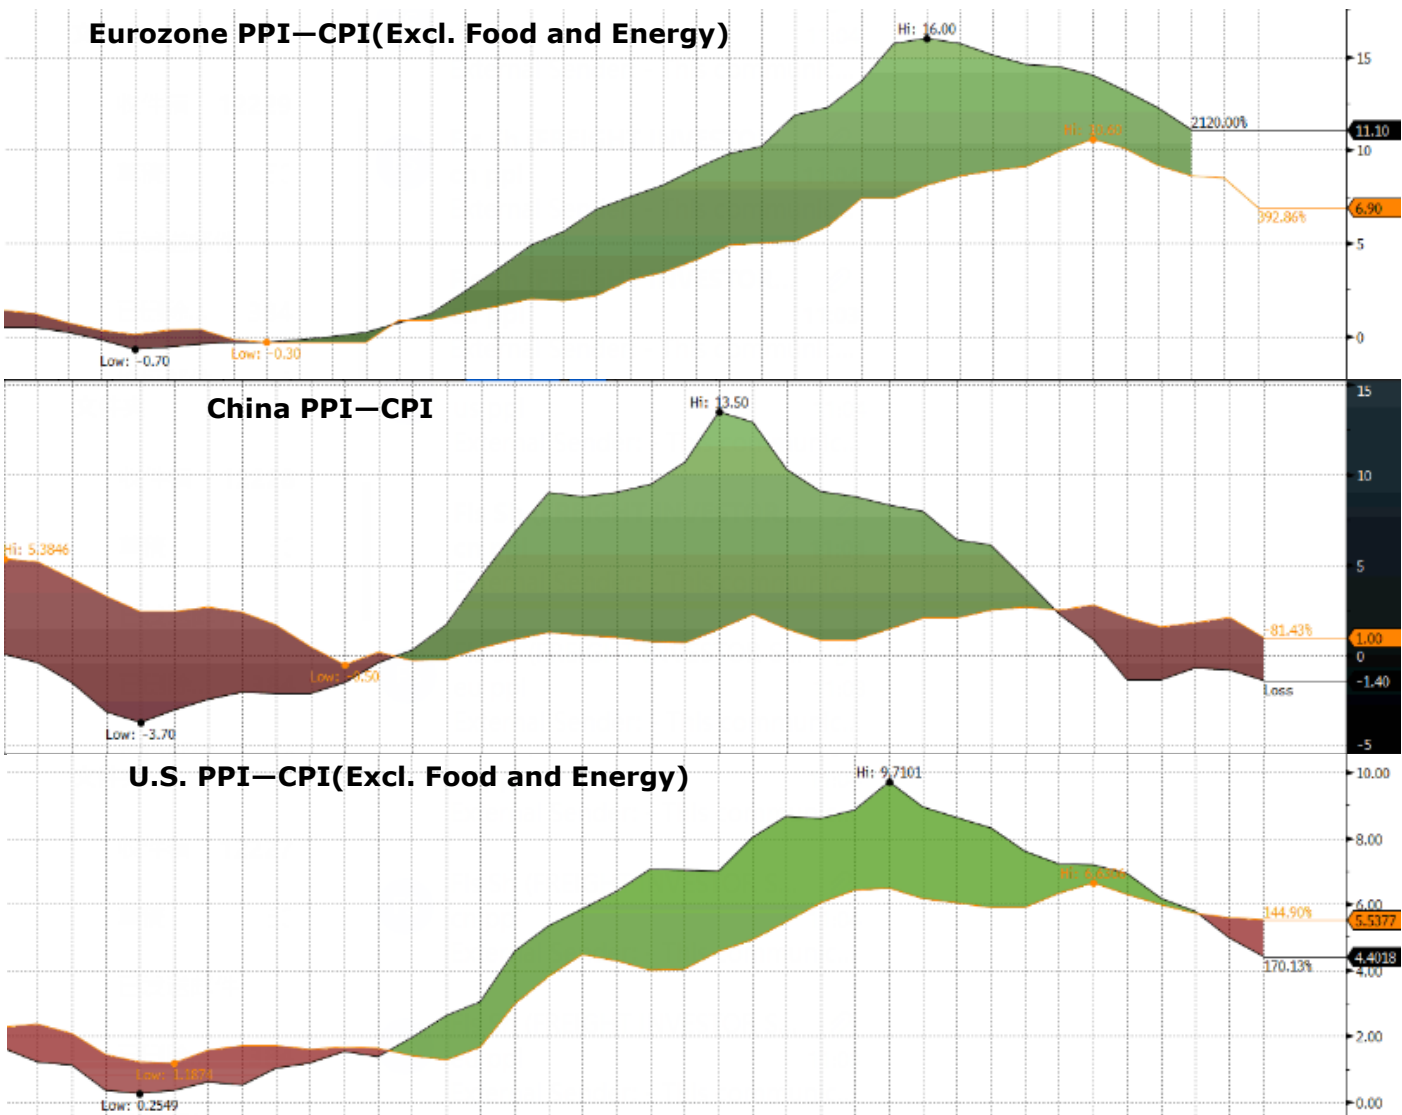 Eurozone PPI—CPI(Excl. Food and Energy)
Hi: 16.00
15
2120.00%
11.10
10
6.90
392.86%
5
0
Low: -0.70
Low: -0.30
China PPI—CPI
Hi: 13.50
15
10
Hi: 5.3846
5
81.43%
1.00
0
Low: -0.50
-1.40
Loss
Low: -3.70
-5
U.S. PPI—CPI(Excl. Food and Energy)
Hi: 9.7101
10.00
8.00
6.00
144.90%
5.5377
4.4018
170.13%
4.00
2.00
Low: 1.1874
Low: 0.2549
0.00